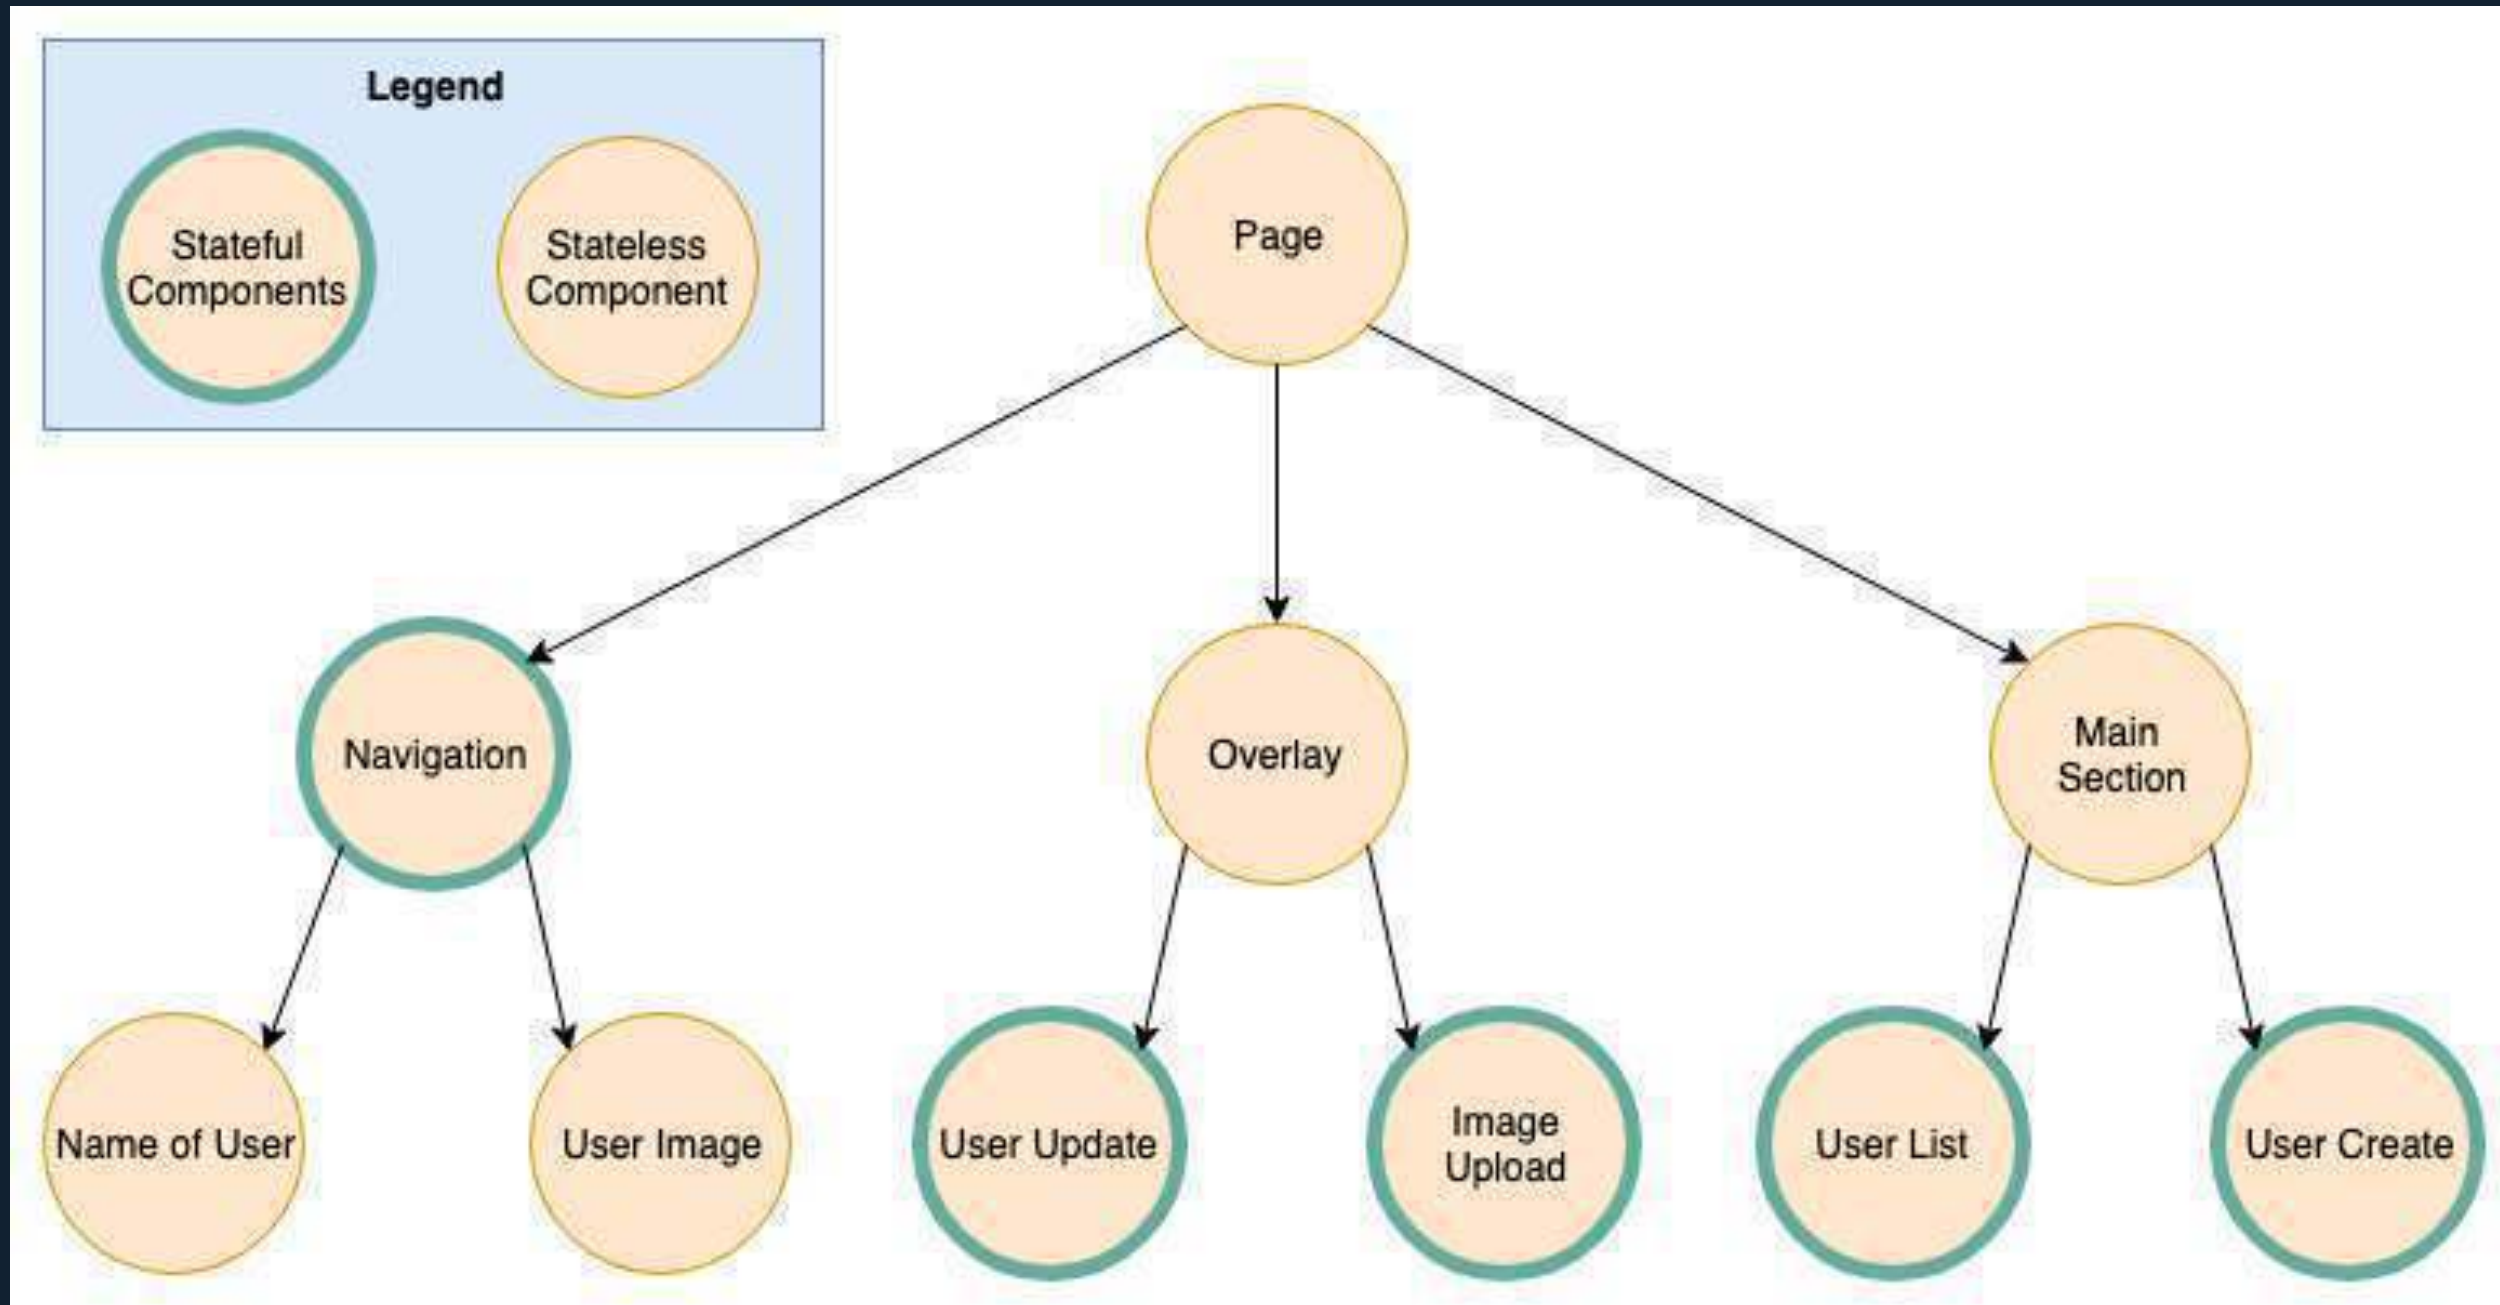 Legend
Stateful
Components
Stateless
Component
Page
Navigation
Overlay
Main
Section
Name of User
User Image
User Update
Image
Upload
User List
User Create